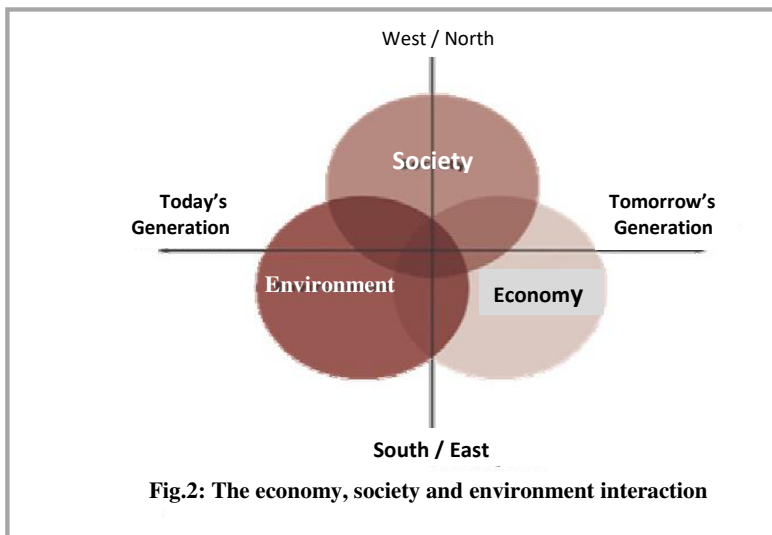 West / North
Society
Today's
Generation
Tomorrow's
Generation
Environment
Economy
South / East
Fig.2: The economy, society and environment interaction